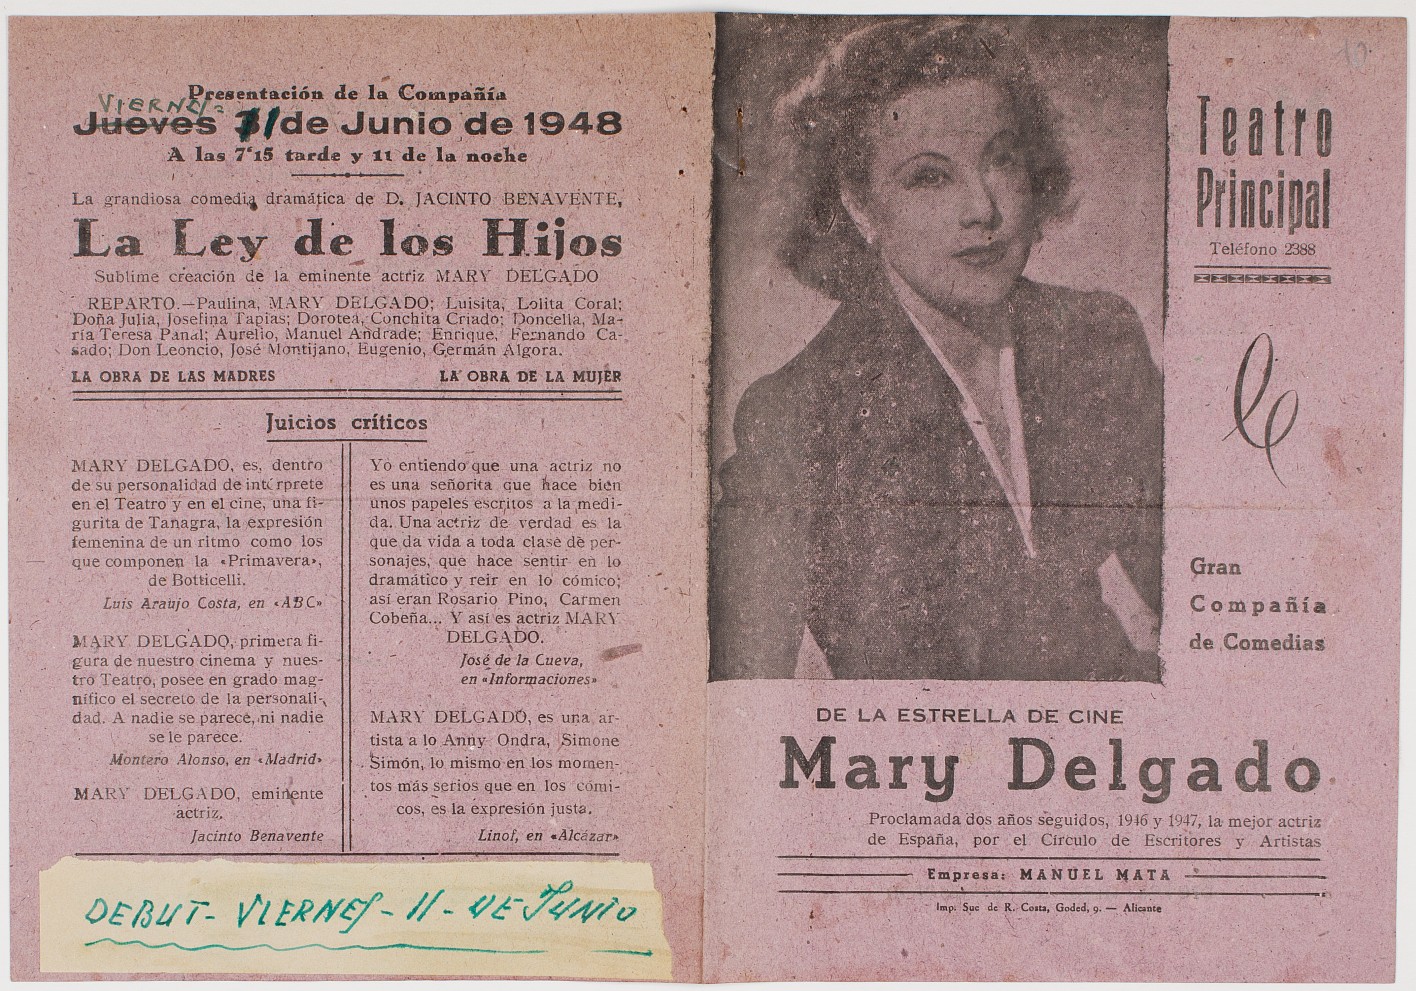 Presentación de la Compañía
VIERNES
Jueves 11 de Junio de 1948
A las 7'15 tarde y 11 de la noche
La grandiosa comedia dramática de D. JACINTO BENAVENTE,
La Ley de los Hijos
Sublime creación de la eminente actriz MARY DELGADO
REPARTO.—Paulina, MARY DELGADO; Luisita, Lolita Coral;
Doña Julia, Josefina Tapias; Dorotea, Conchita Criado; Doncella, Ma-
ría Teresa Panal; Aurelio, Manuel Andrade; Enrique, Fernando Ca-
sado; Don Leoncio, José Montijano, Eugenio, Germán Algora.
LA OBRA DE LAS MADRES LA OBRA DE LA MUJER
Juicios críticos
MARY DELGADO, es, dentro
de su personalidad de intérprete
en el Teatro y en el cine, una fi-
gurita de Tanagra, la expresión
femenina de un ritmo como los
que componen la «Primavera»,
de Botticelli.
Luis Araujo Costa, en «ABC»
MARY DELGADO, primera fi-
gura de nuestro cinema y nues-
tro Teatro, posee en grado mag-
nífico el secreto de la personali-
dad. A nadie se parece, ni nadie
se le parece.
Montero Alonso, en «Madrid»
MARY DELGADO, eminente
actriz.
Jacinto Benavente
Yo entiendo que una actriz no
es una señorita que hace bien
unos papeles escritos a la medi-
da. Una actriz de verdad es la
que da vida a toda clase de per-
sonajes, que hace sentir en lo
dramático y reir en lo cómico;
así eran Rosario Pino, Carmen
Cobeña... Y así es actriz MARY
DELGADO.
José de la Cueva,
en «Informaciones»
MARY DELGADO, es una ar-
tista a lo Anny Ondra, Simone
Simón, lo mismo en los momen-
tos más serios que en los cómi-
cos, es la expresión justa.
Linof, en «Alcázar»
DEBUT - VIERNES - 11 - DE JUNIO
Teatro
Principal
Teléfono 2388
Gran
Compañía
de Comedias
DE LA ESTRELLA DE CINE
Mary Delgado
Proclamada dos años seguidos, 1946 y 1947, la mejor actriz
de España, por el Círculo de Escritores y Artistas
Empresa: MANUEL MATA
Imp. Suc de R. Costa, Goded, 9. — Alicante